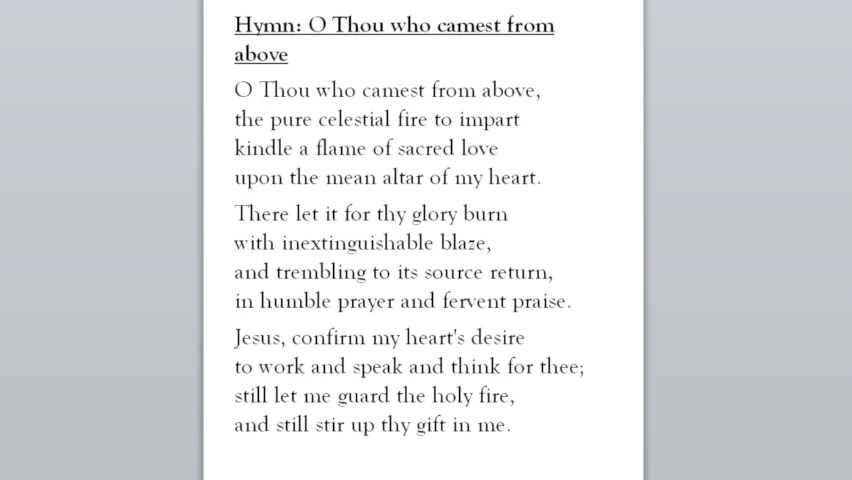 Hymn: O Thou who camest from
above
O Thou who camest from above,
the pure celestial fire to impart
kindle a flame of sacred love
upon the mean altar of my heart.
There let it for thy glory burn
with inextinguishable blaze,
and trembling to its source return,
in humble prayer and fervent praise.
Jesus, confirm my heart's desire
to work and speak and think for thee;
still let me guard the holy fire,
and still stir up thy gift in me.